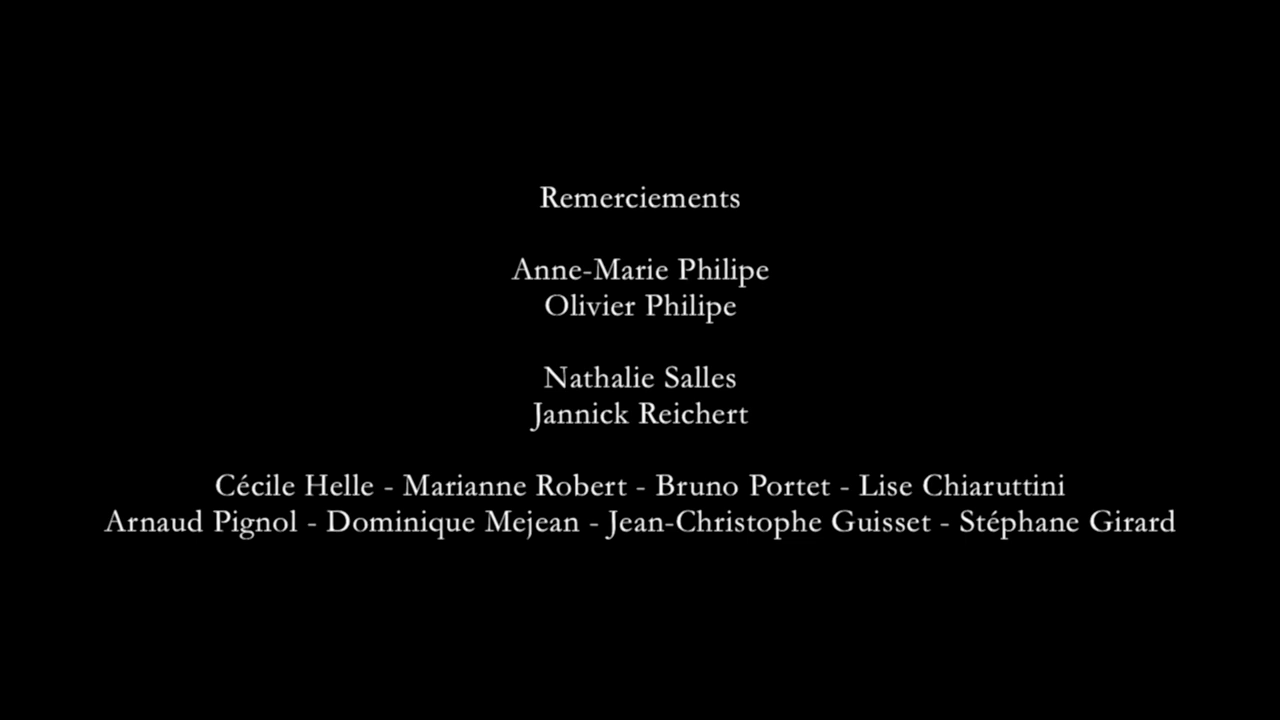 Remerciements
Anne-Marie Philipe
Olivier Philipe
Nathalie Salles
Jannick Reichert
Cécile Helle - Marianne Robert - Bruno Portet - Lise Chiaruttini
Arnaud Pignol - Dominique Mejean - Jean-Christophe Guisset - Stéphane Girard